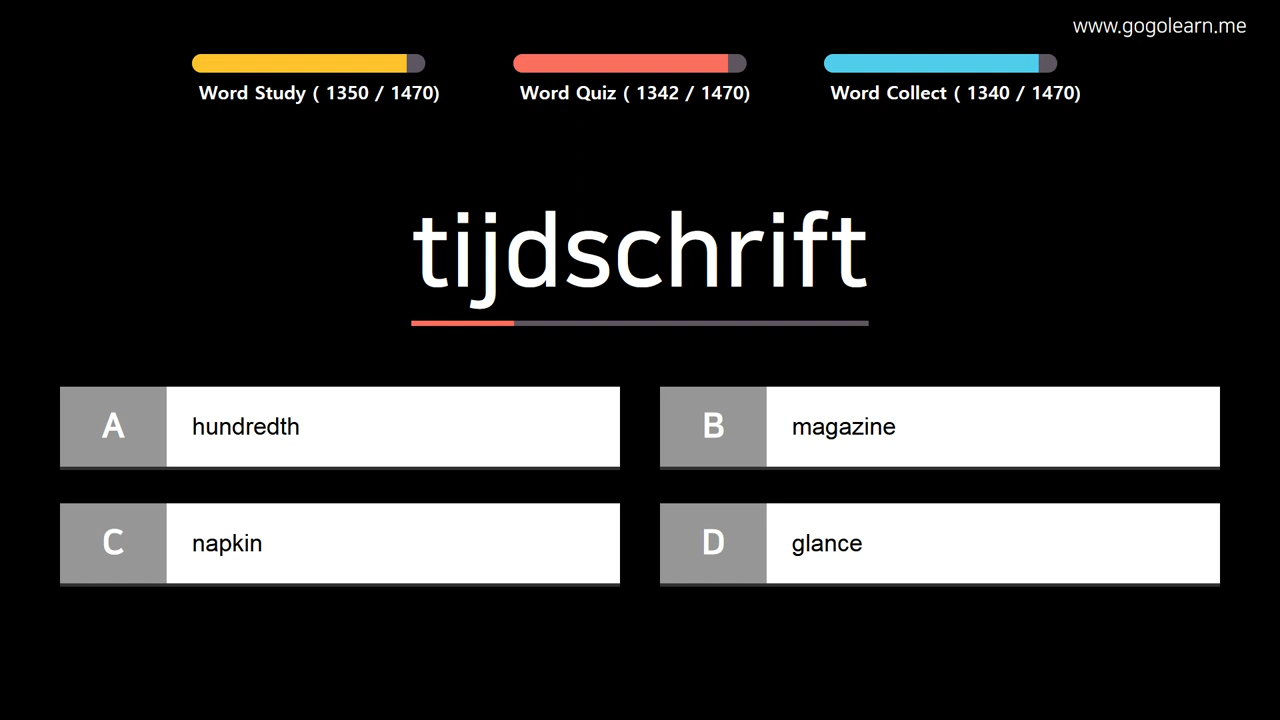 www.gogolearn.me
Word Study ( 1350 / 1470)
Word Quiz ( 1342 / 1470)
Word Collect ( 1340 / 1470)
tijdschrift
A
hundredth
B
magazine
C
napkin
D
glance